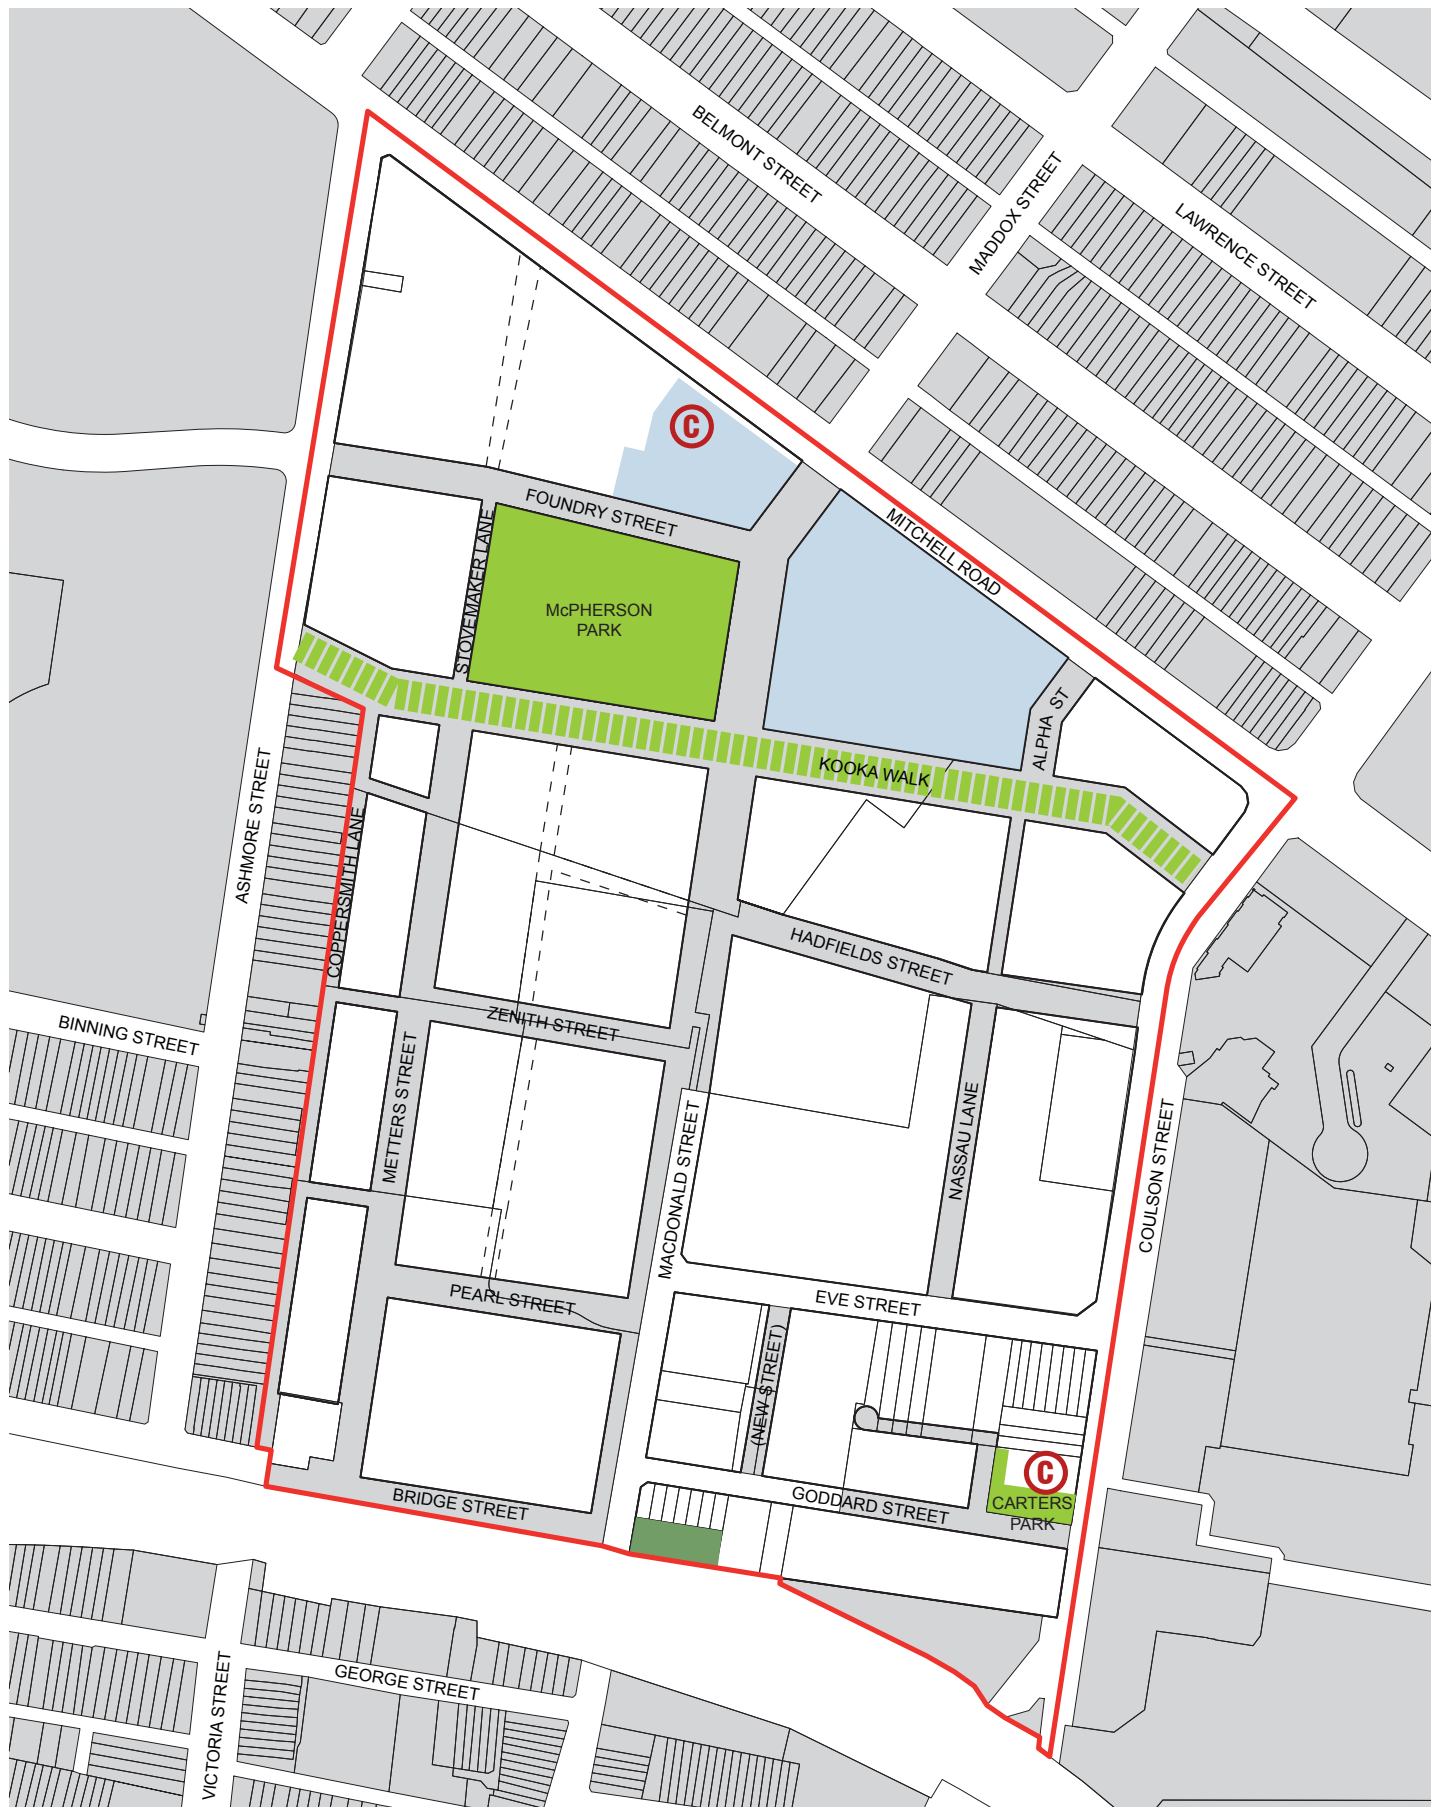 BELMONT STREET
MADDOX STREET
LAWRENCE STREET
C
FOUNDRY STREET
MITCHELL ROAD
STOVEMAKER LANE
McPHERSON
PARK
ALPHA ST
KOOKA WALK
ASHMORE STREET
COPPERSMITH LANE
HADFIELDS STREET
ZENITH STREET
BINNING STREET
METTERS STREET
NASSAU LANE
MACDONALD STREET
COULSON STREET
PEARL STREET
EVE STREET
(NEW STREET)
C
BRIDGE STREET
GODDARD STREET
CARTERS
PARK
GEORGE STREET
VICTORIA STREET